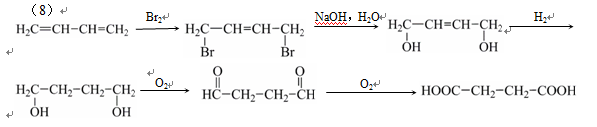 （8）
H₂C=CH-CH=CH₂ Br₂ H₂C-CH=CH-CH₂ NaOH，H₂O H₂C-CH=CH-CH₂ H₂
Br Br OH OH
H₂C-CH₂-CH₂-CH₂ O₂ HC-CH₂-CH₂-CH O₂ HOOC-CH₂-CH₂-COOH
OH OH O O